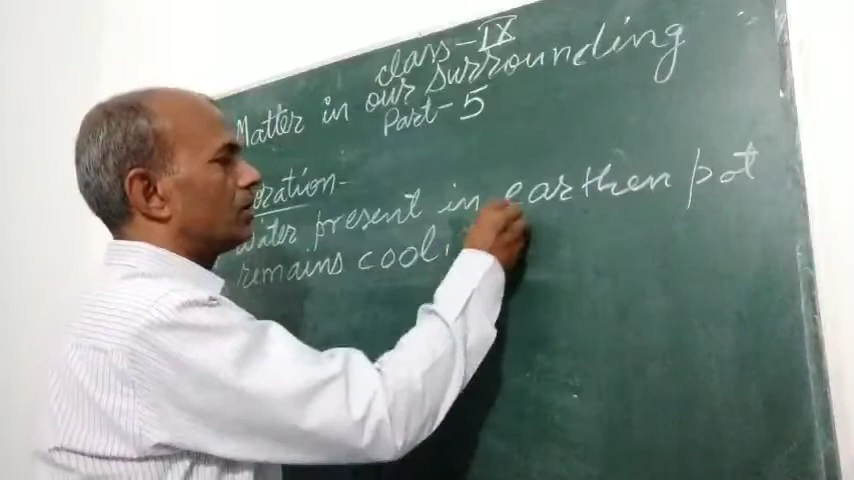 class-IX
Matter in our surrounding
Part-5
oration-
water present in earthen pot
remains cool,